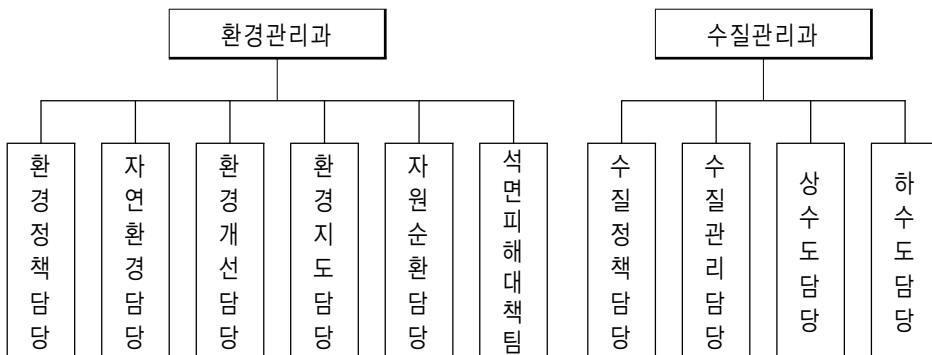 환경관리과
수질관리과
환경정책담당
자연환경담당
환경개선담당
환경지도담당
자원순환담당
석면피해대책팀
수질정책담당
수질관리담당
상수도담당
하수도담당